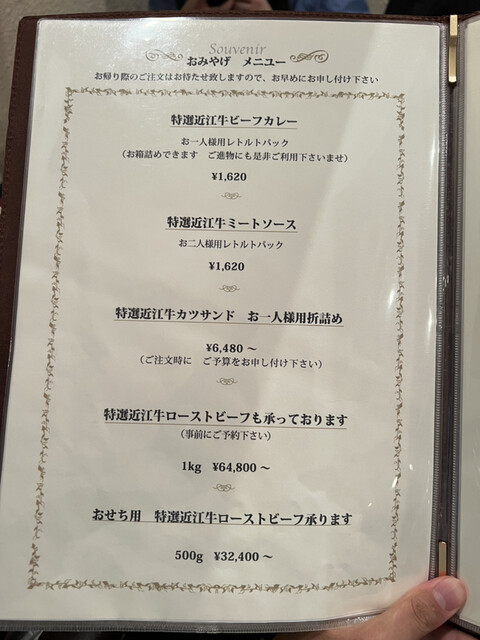 Souvenir
おみやげ　メニュー
お帰り際のご注文はお待たせ致しますので、お早めにお申し付け下さい
特選近江牛ビーフカレー
お一人様用レトルトパック
（お箱詰めできます　ご進物にも是非ご利用下さいませ）
¥1,620
特選近江牛ミートソース
お二人様用レトルトパック
¥1,620
特選近江牛カツサンド　お一人様用折詰め
¥6,480～
（ご注文時に　ご予算をお申し付け下さい）
特選近江牛ローストビーフも承っております
（事前にご予約下さい）
1kg　¥64,800～
おせち用　特選近江牛ローストビーフ承ります
500g　¥32,400～